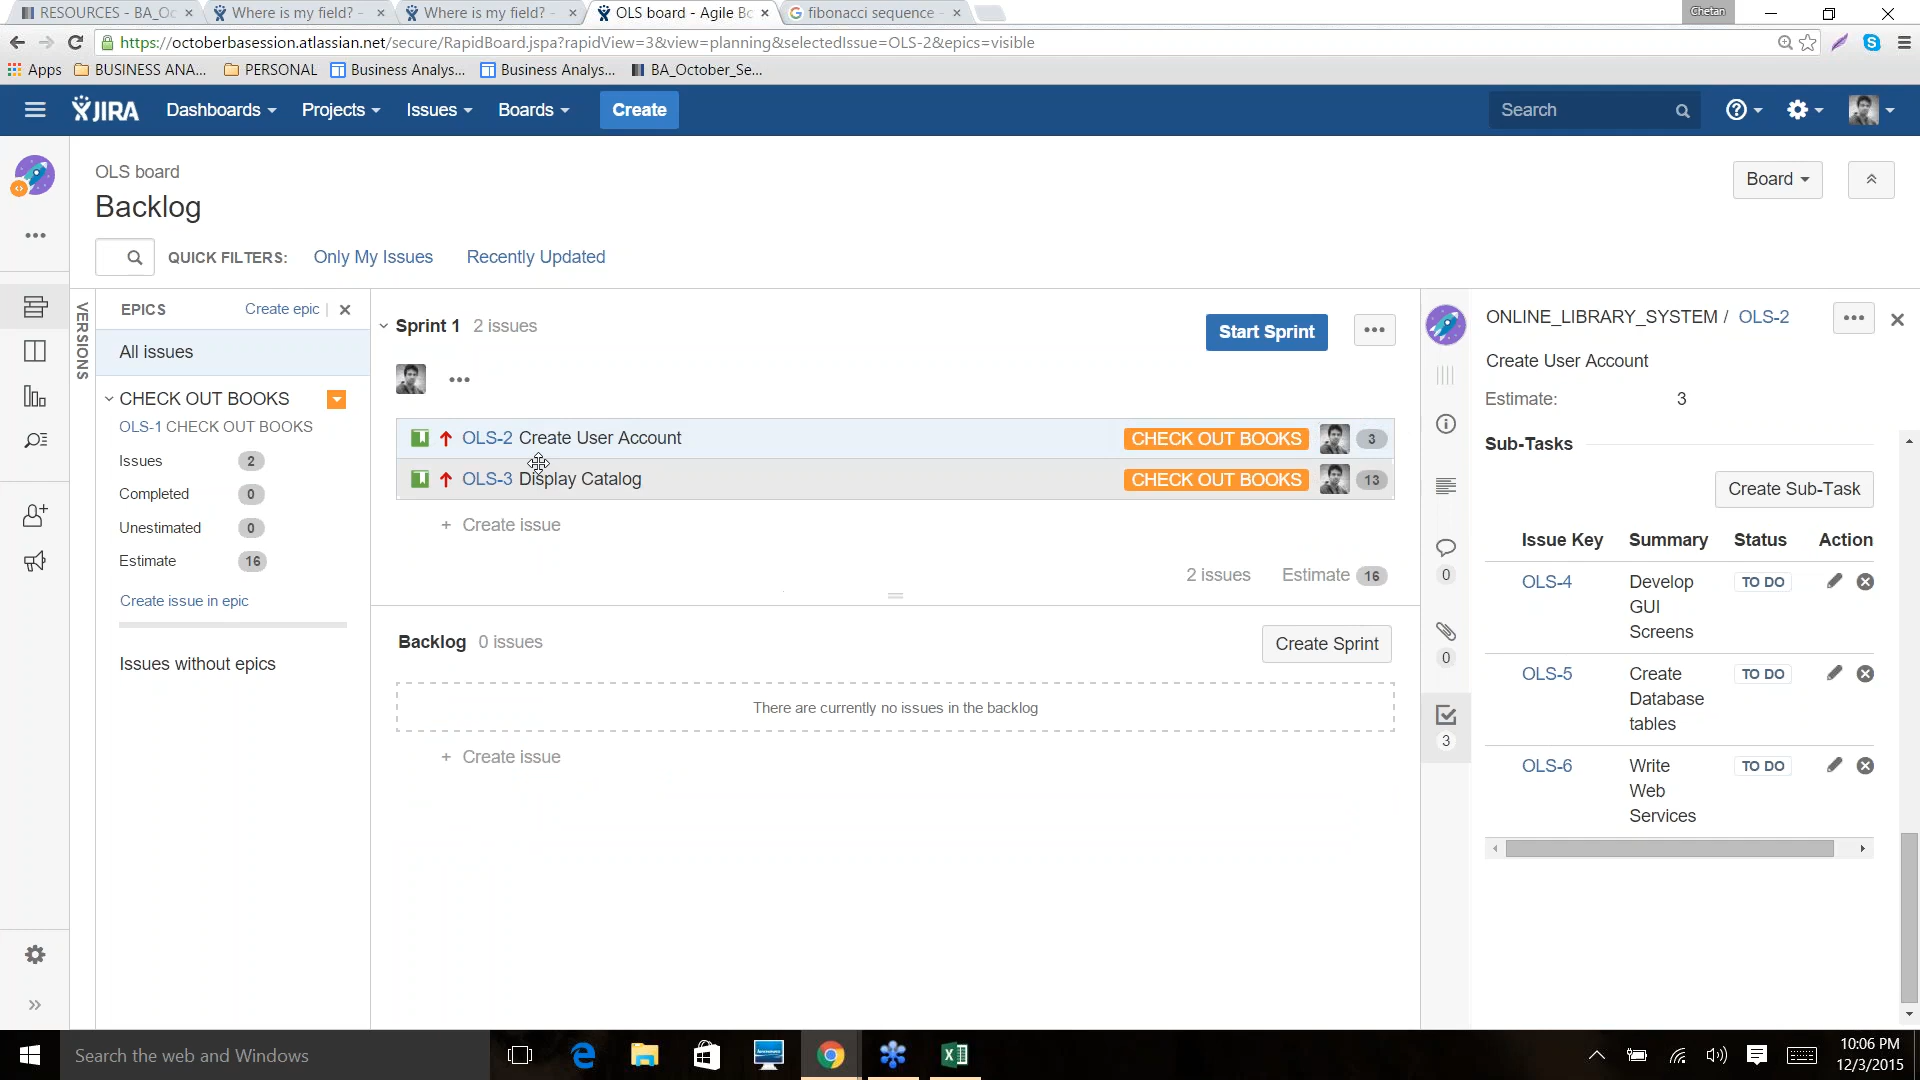 RESOURCES - BA_Oc
Where is my field? -
Where is my field? -
OLS board - Agile Bo
fibonacci sequence -
Chetan
https://octoberbasession.atlassian.net/secure/RapidBoard.jspa?rapidView=3&view=planning&selectedIssue=OLS-2&epics=visible
Apps
BUSINESS ANA...
PERSONAL
Business Analys...
Business Analys...
BA_October_Se...
JIRA
Dashboards
Projects
Issues
Boards
Create
Search
OLS board
Backlog
Board
QUICK FILTERS:
Only My Issues
Recently Updated
VERSIONS
EPICS
Create epic
All issues
CHECK OUT BOOKS
OLS-1 CHECK OUT BOOKS
Issues 2
Completed 0
Unestimated 0
Estimate 16
Create issue in epic
Issues without epics
Sprint 1 2 issues
Start Sprint
OLS-2 Create User Account CHECK OUT BOOKS 3
OLS-3 Display Catalog CHECK OUT BOOKS 13
+ Create issue
2 issues Estimate 16
Backlog 0 issues
Create Sprint
There are currently no issues in the backlog
+ Create issue
0
0
3
ONLINE_LIBRARY_SYSTEM / OLS-2
Create User Account
Estimate: 3
Sub-Tasks
Create Sub-Task
Issue Key Summary Status Action
OLS-4 Develop TO DO
GUI
Screens
OLS-5 Create TO DO
Database
tables
OLS-6 Write TO DO
Web
Services
Search the web and Windows
10:06 PM
12/3/2015